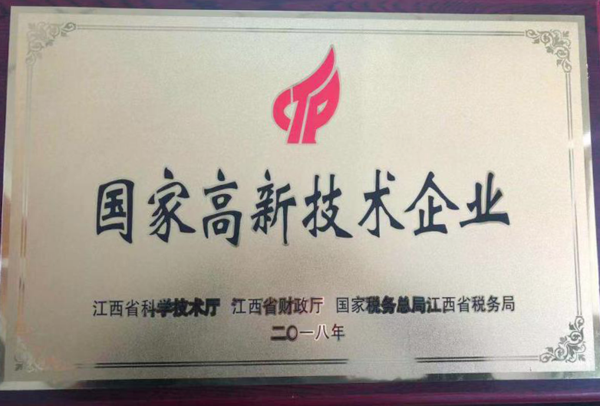 CTP
国家高新技术企业
江西省科学技术厅 江西省财政厅 国家税务总局江西省税务局
二〇一八年